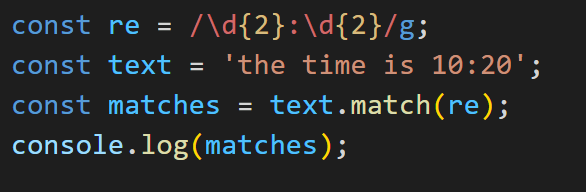 const re = /\d{2}:\d{2}/g;
const text = 'the time is 10:20';
const matches = text.match(re);
console.log(matches);